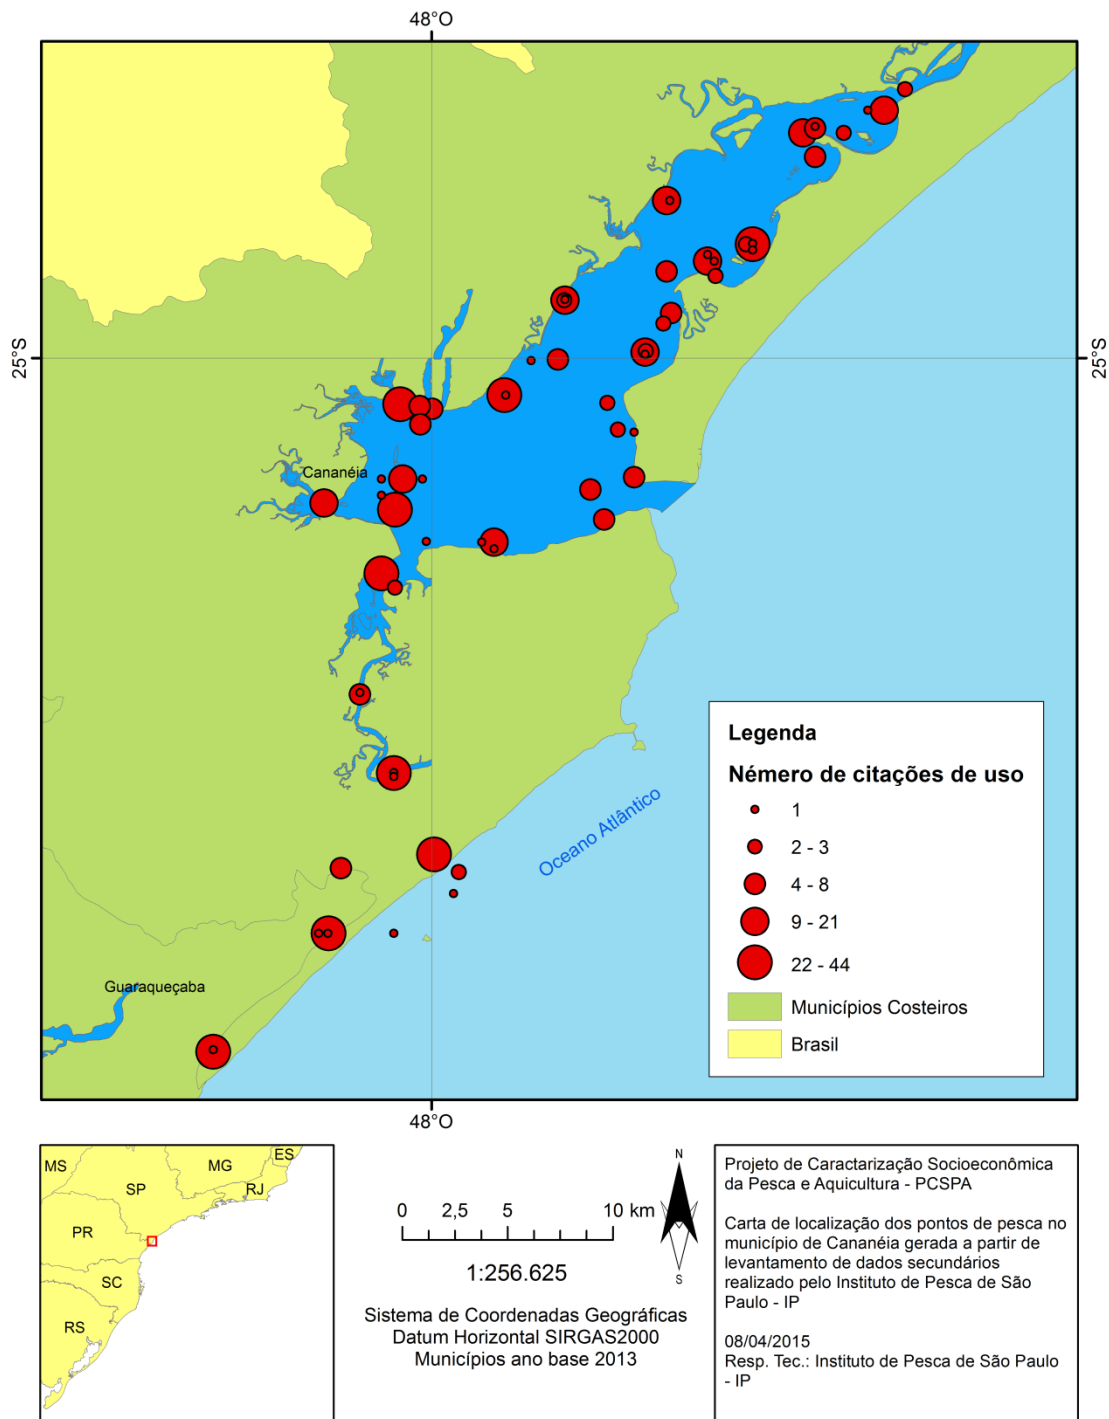 48°O
25°S
25°S
Cananéia
Oceano Atlântico
Guaraqueçaba
Legenda
Némero de citações de uso
1
2 - 3
4 - 8
9 - 21
22 - 44
Municípios Costeiros
Brasil
48°O
MS
MG
ES
SP
RJ
PR
SC
RS
0 2,5 5 10 km
1:256.625
Sistema de Coordenadas Geográficas
Datum Horizontal SIRGAS2000
Municípios ano base 2013
N
S
Projeto de Caractarização Socioeconômica
da Pesca e Aquicultura - PCSPA
Carta de localização dos pontos de pesca no
município de Cananéia gerada a partir de
levantamento de dados secundários
realizado pelo Instituto de Pesca de São
Paulo - IP
08/04/2015
Resp. Tec.: Instituto de Pesca de São Paulo
- IP